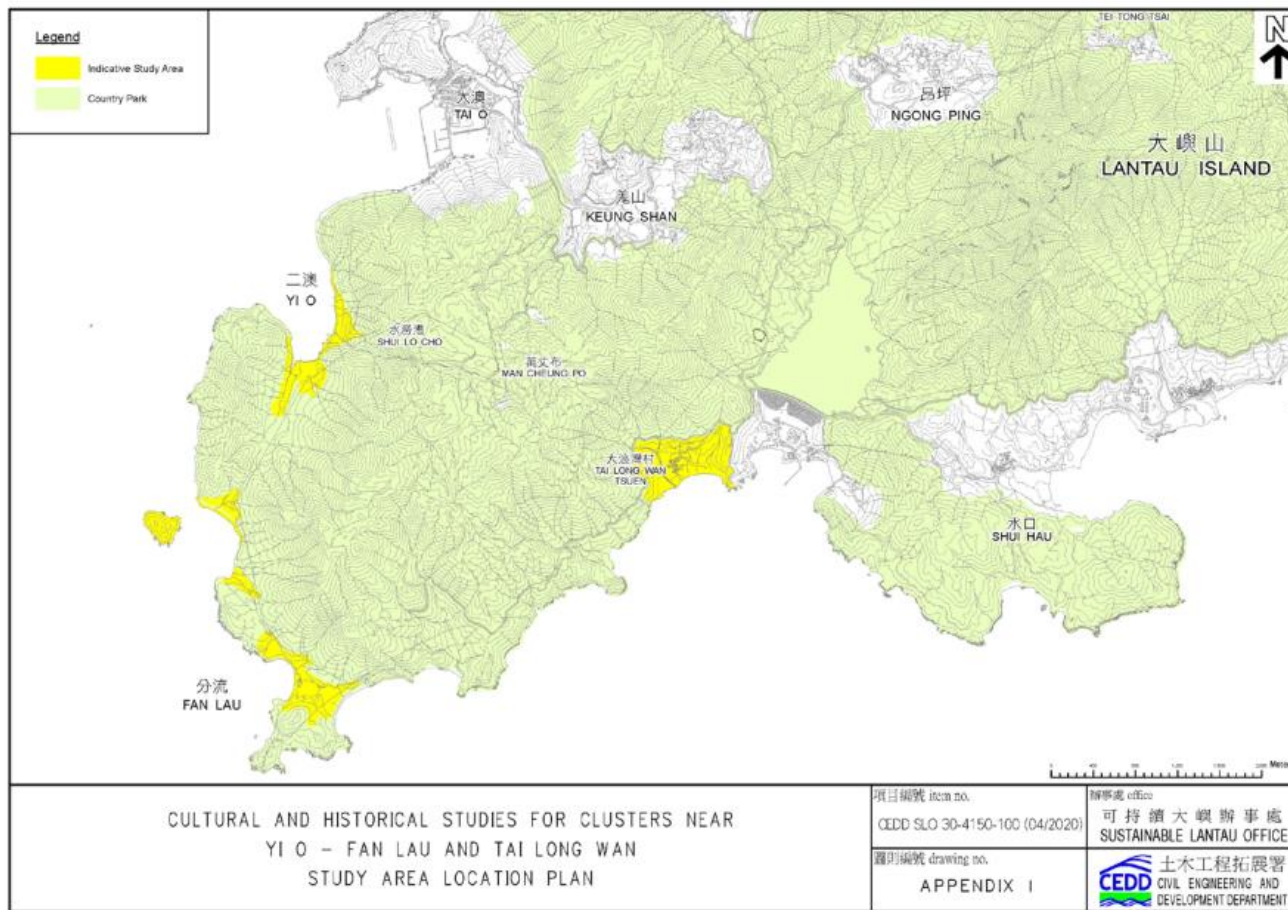 Legend
Indicative Study Area
Country Park
TEI TONG TSAI
N
大澳
TAI O
昂坪
NGONG PING
大嶼山
LANTAU ISLAND
羗山
KEUNG SHAN
二澳
YI O
水澇漕
SHUI LO CHO
萬丈布
MAN CHEUNG PO
大浪灣村
TAI LONG WAN
TSUEN
水口
SHUI HAU
分流
FAN LAU
CULTURAL AND HISTORICAL STUDIES FOR CLUSTERS NEAR
YI O - FAN LAU AND TAI LONG WAN
STUDY AREA LOCATION PLAN
項目編號 item no.
CEDD SLO 30-4150-100 (04/2020)
圖則編號 drawing no.
APPENDIX I
辦事處 office
可持續大嶼辦事處
SUSTAINABLE LANTAU OFFICE
CEDD
土木工程拓展署
CIVIL ENGINEERING AND
DEVELOPMENT DEPARTMENT